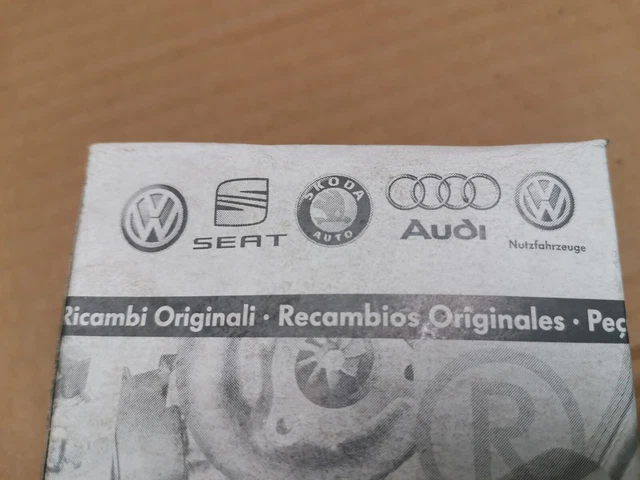 SEAT
ŠKODA
AUTO
Audi
Nutzfahrzeuge
Ricambi Originali · Recambios Originales · Peç
R